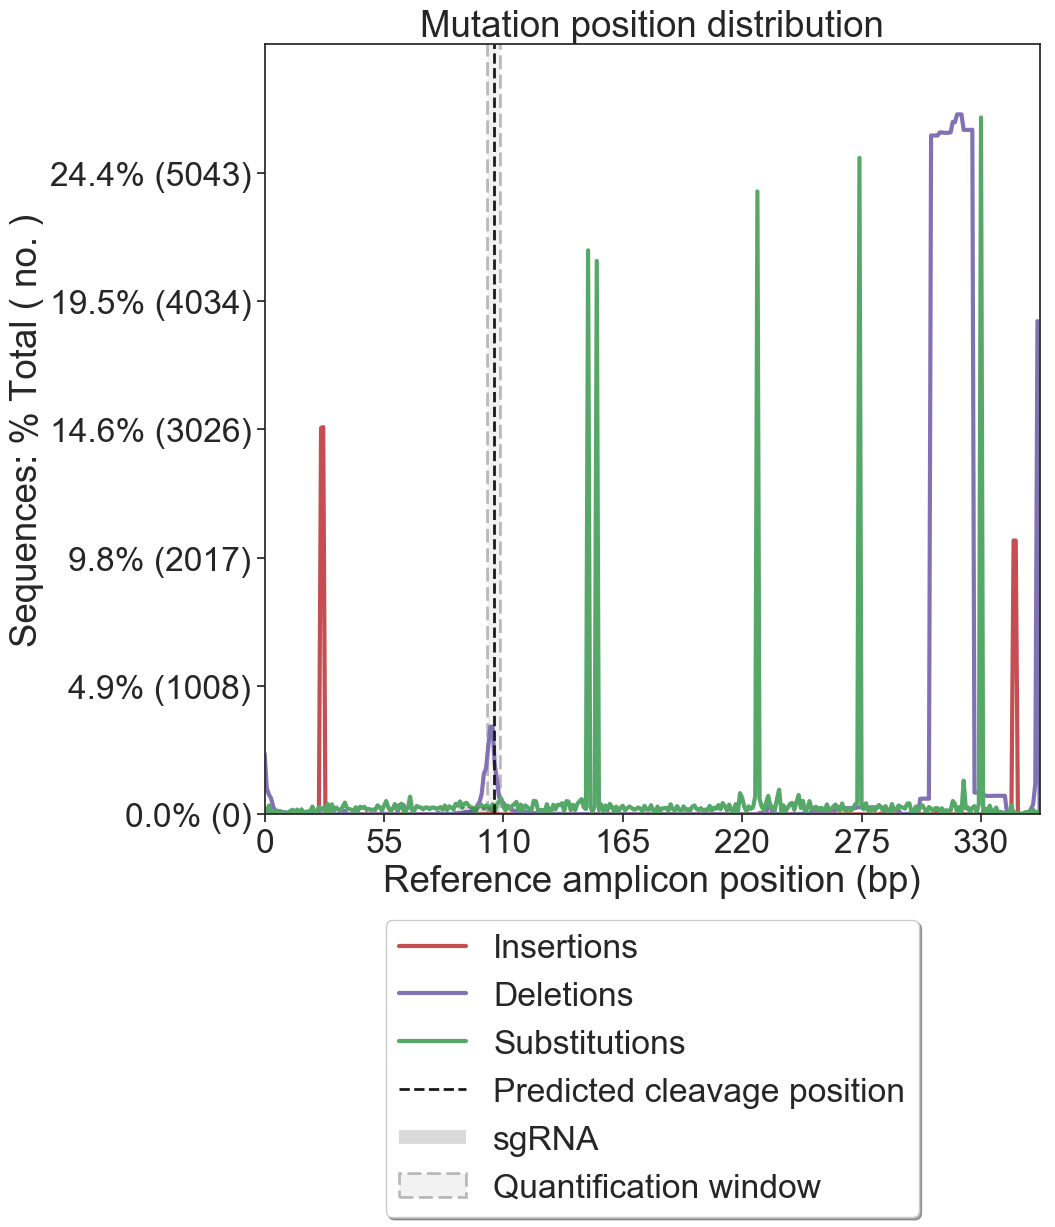 Mutation position distribution
Sequences: % Total ( no. )
24.4% (5043)
19.5% (4034)
14.6% (3026)
9.8% (2017)
4.9% (1008)
0.0% (0)
0 55 110 165 220 275 330
Reference amplicon position (bp)
Insertions
Deletions
Substitutions
Predicted cleavage position
sgRNA
Quantification window